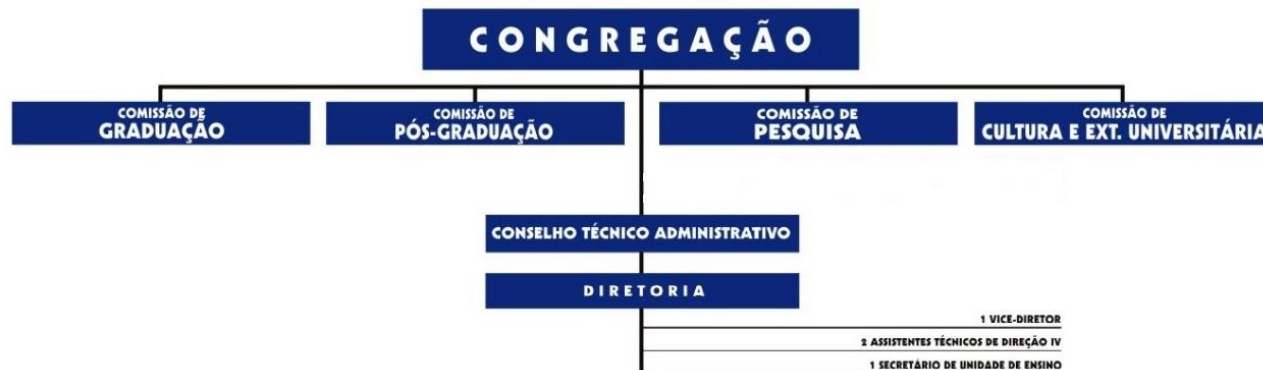 CONGREGAÇÃO
COMISSÃO DE
GRADUAÇÃO
COMISSÃO DE
PÓS-GRADUAÇÃO
COMISSÃO DE
PESQUISA
COMISSÃO DE
CULTURA E EXT. UNIVERSITÁRIA
CONSELHO TÉCNICO ADMINISTRATIVO
DIRETORIA
1 VICE-DIRETOR
2 ASSISTENTES TÉCNICOS DE DIREÇÃO IV
1 SECRETÁRIO DE UNIDADE DE ENSINO